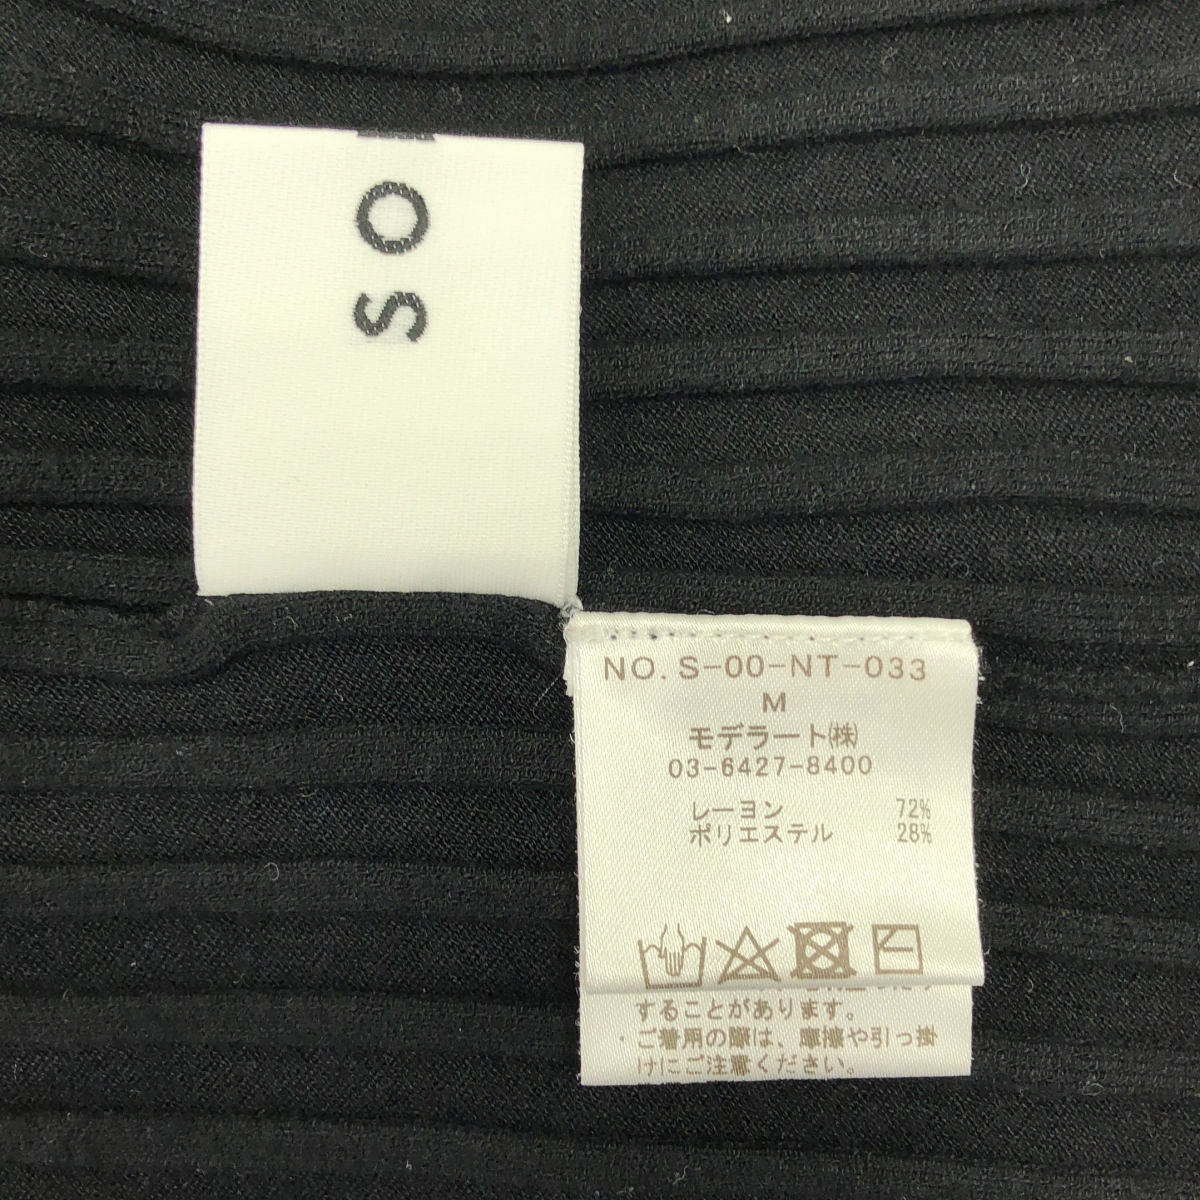 SO
NO. S-00-NT-033
M
モデラート㈱
03-6427-8400
レーヨン 72%
ポリエステル 28%
することがあります。
・ご着用の際は、摩擦や引っ掛
けにご注意ください。